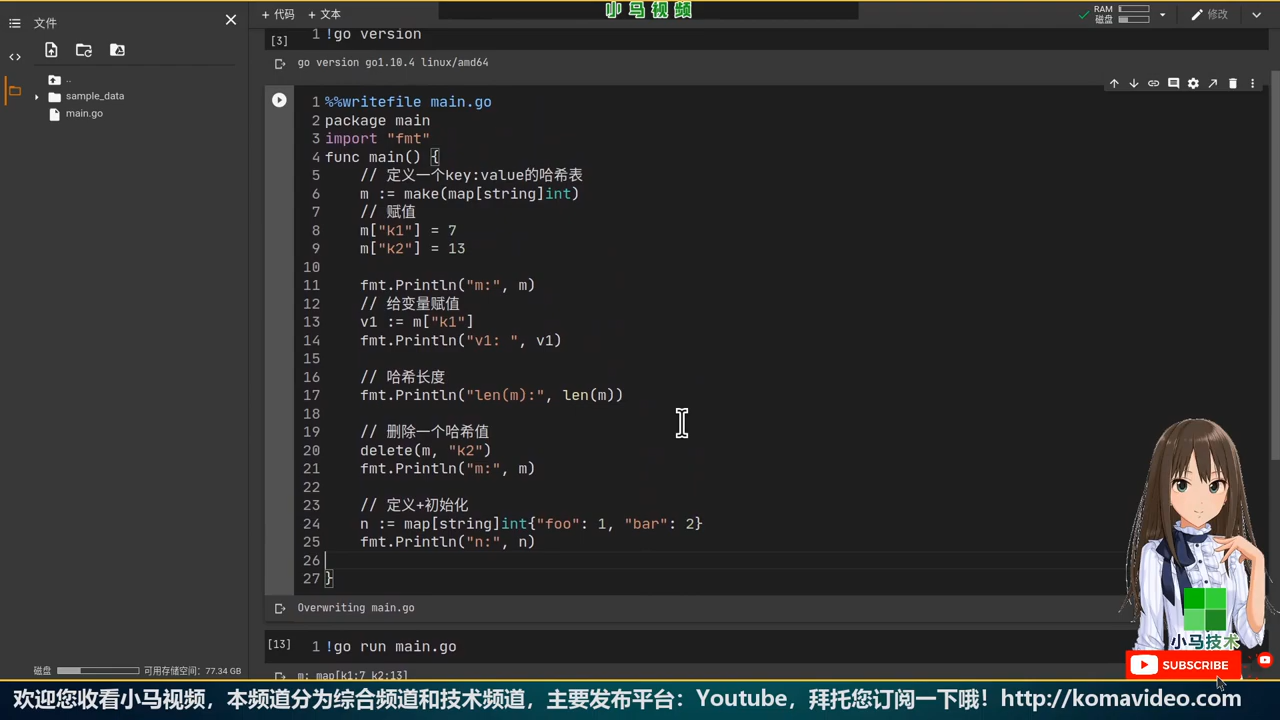 文件
+ 代码 + 文本
小马视频
RAM
磁盘
修改
..
sample_data
main.go
[3]
1 !go version
go version go1.10.4 linux/amd64
1 %%writefile main.go
2 package main
3 import "fmt"
4 func main() {
5 // 定义一个key:value的哈希表
6 m := make(map[string]int)
7 // 赋值
8 m["k1"] = 7
9 m["k2"] = 13
10
11 fmt.Println("m:", m)
12 // 给变量赋值
13 v1 := m["k1"]
14 fmt.Println("v1: ", v1)
15
16 // 哈希长度
17 fmt.Println("len(m):", len(m))
18
19 // 删除一个哈希值
20 delete(m, "k2")
21 fmt.Println("m:", m)
22
23 // 定义+初始化
24 n := map[string]int{"foo": 1, "bar": 2}
25 fmt.Println("n:", n)
26
27 }
Overwriting main.go
[13]
1 !go run main.go
m: map[k1:7 k2:13]
磁盘
可用存储空间：77.34 GB
小马技术
SUBSCRIBE
欢迎您收看小马视频，本频道分为综合频道和技术频道，主要发布平台：Youtube，拜托您订阅一下哦！http://komavideo.com